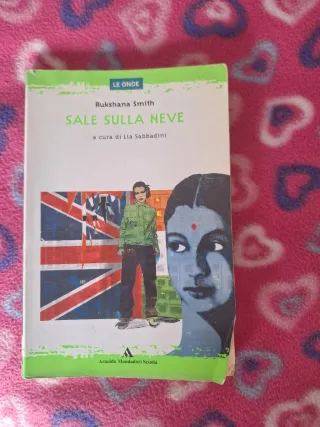 LE ONDE
Rukshana Smith
SALE SULLA NEVE
a cura di Lia Sabbadini
A
Arnoldo Mondadori Scuola